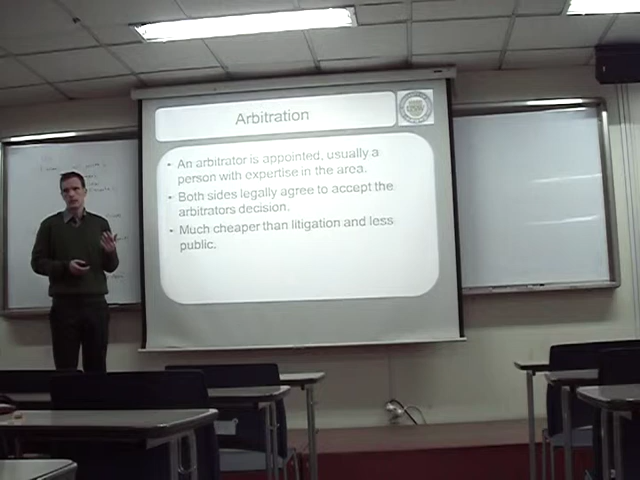 Arbitration
• An arbitrator is appointed, usually a
person with expertise in the area.
• Both sides legally agree to accept the
arbitrators decision.
• Much cheaper than litigation and less
public.